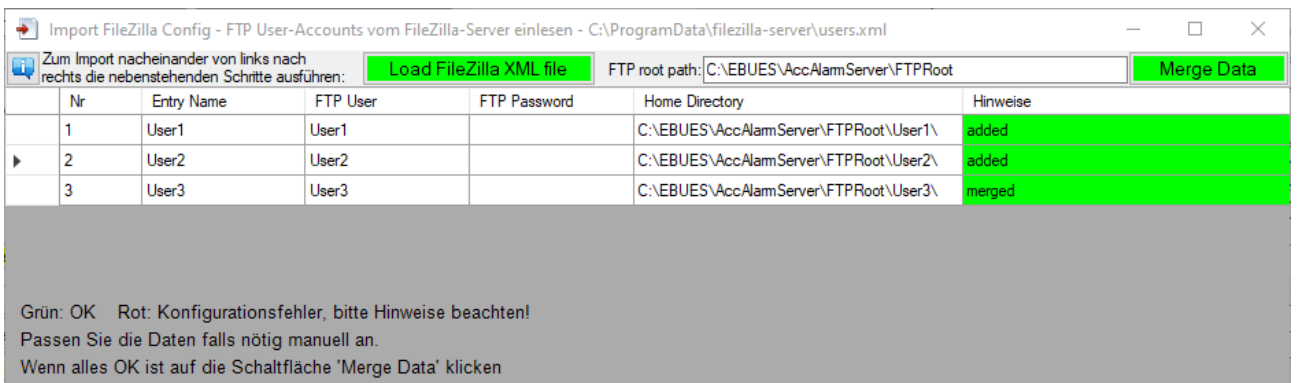 Import FileZilla Config - FTP User-Accounts vom FileZilla-Server einlesen - C:\ProgramData\filezilla-server\users.xml
Zum Import nacheinander von links nach
rechts die nebenstehenden Schritte ausführen:
Load FileZilla XML file
FTP root path: C:\EBUES\AccAlarmServer\FTPRoot
Merge Data
Nr Entry Name FTP User FTP Password Home Directory Hinweise
1 User1 User1 C:\EBUES\AccAlarmServer\FTPRoot\User1\ added
2 User2 User2 C:\EBUES\AccAlarmServer\FTPRoot\User2\ added
3 User3 User3 C:\EBUES\AccAlarmServer\FTPRoot\User3\ merged
Grün: OK Rot: Konfigurationsfehler, bitte Hinweise beachten!
Passen Sie die Daten falls nötig manuell an.
Wenn alles OK ist auf die Schaltfläche 'Merge Data' klicken